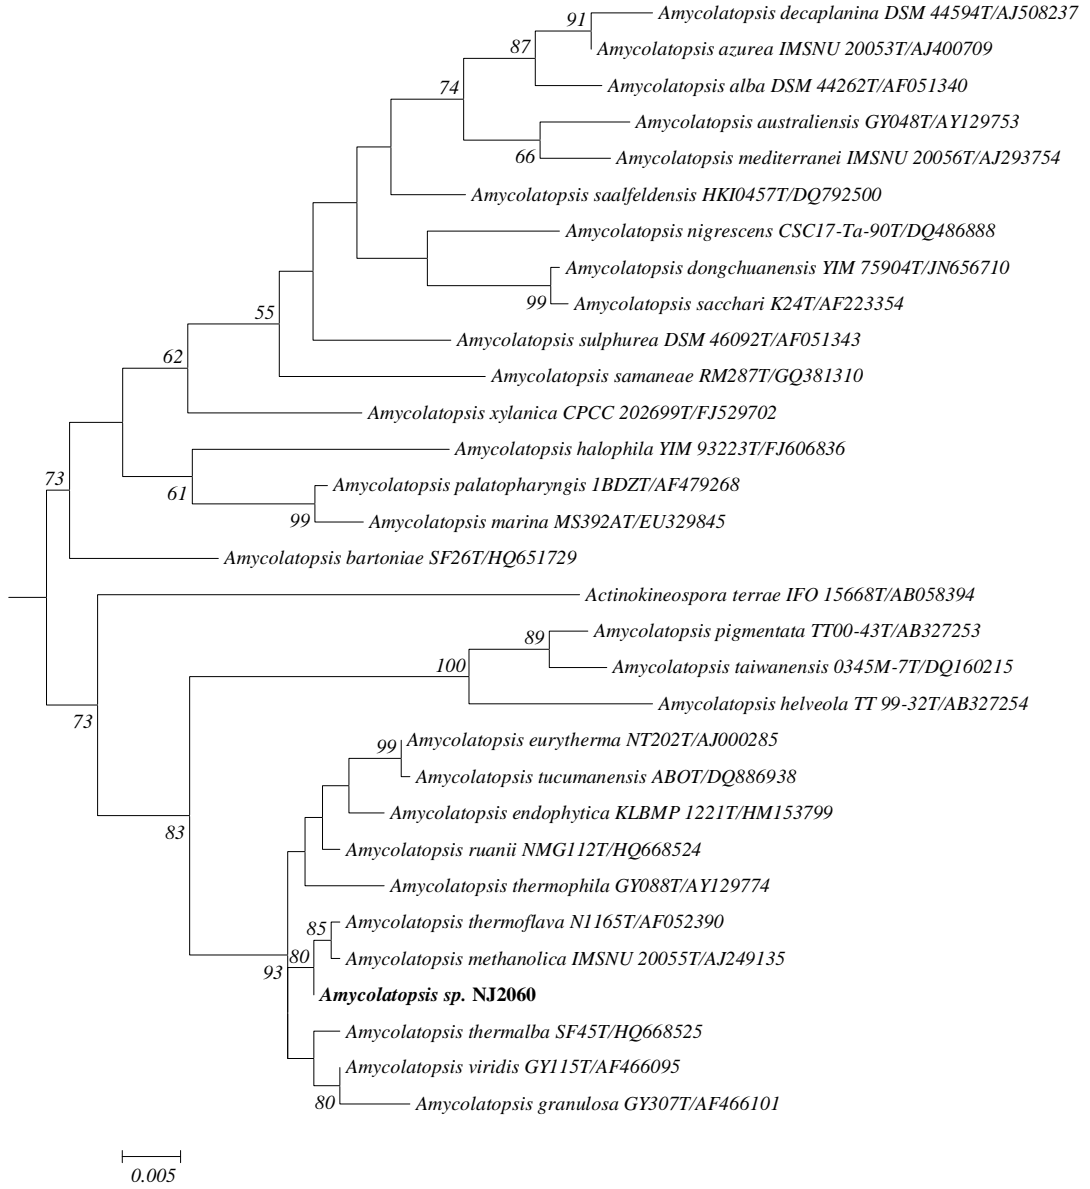 91
Amycolatopsis decaplanina DSM 44594T/AJ508237
87
Amycolatopsis azurea IMSNU 20053T/AJ400709
74
Amycolatopsis alba DSM 44262T/AF051340
Amycolatopsis australiensis GY048T/AY129753
66
Amycolatopsis mediterranei IMSNU 20056T/AJ293754
Amycolatopsis saalfeldensis HKI0457T/DQ792500
Amycolatopsis nigrescens CSC17-Ta-90T/DQ486888
Amycolatopsis dongchuanensis YIM 75904T/JN656710
99
Amycolatopsis sacchari K24T/AF223354
55
Amycolatopsis sulphurea DSM 46092T/AF051343
62
Amycolatopsis samaneae RM287T/GQ381310
Amycolatopsis xylanica CPCC 202699T/FJ529702
Amycolatopsis halophila YIM 93223T/FJ606836
73
61
Amycolatopsis palatopharyngis 1BDZT/AF479268
99
Amycolatopsis marina MS392AT/EU329845
Amycolatopsis bartoniae SF26T/HQ651729
Actinokineospora terrae IFO 15668T/AB058394
89
Amycolatopsis pigmentata TT00-43T/AB327253
100
Amycolatopsis taiwanensis 0345M-7T/DQ160215
Amycolatopsis helveola TT 99-32T/AB327254
73
99
Amycolatopsis eurytherma NT202T/AJ000285
Amycolatopsis tucumanensis ABOT/DQ886938
Amycolatopsis endophytica KLBMP 1221T/HM153799
83
Amycolatopsis ruanii NMG112T/HQ668524
Amycolatopsis thermophila GY088T/AY129774
85
Amycolatopsis thermoflava N1165T/AF052390
80
Amycolatopsis methanolica IMSNU 20055T/AJ249135
93
Amycolatopsis sp. NJ2060
Amycolatopsis thermalba SF45T/HQ668525
Amycolatopsis viridis GY115T/AF466095
80
Amycolatopsis granulosa GY307T/AF466101
0.005